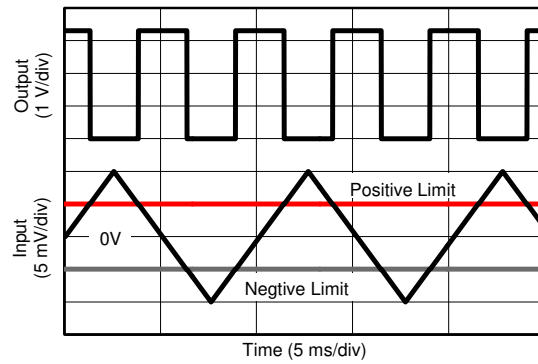 Output
(1 V/div)
Positive Limit
Input
(5 mV/div)
0V
Negtive Limit
Time (5 ms/div)